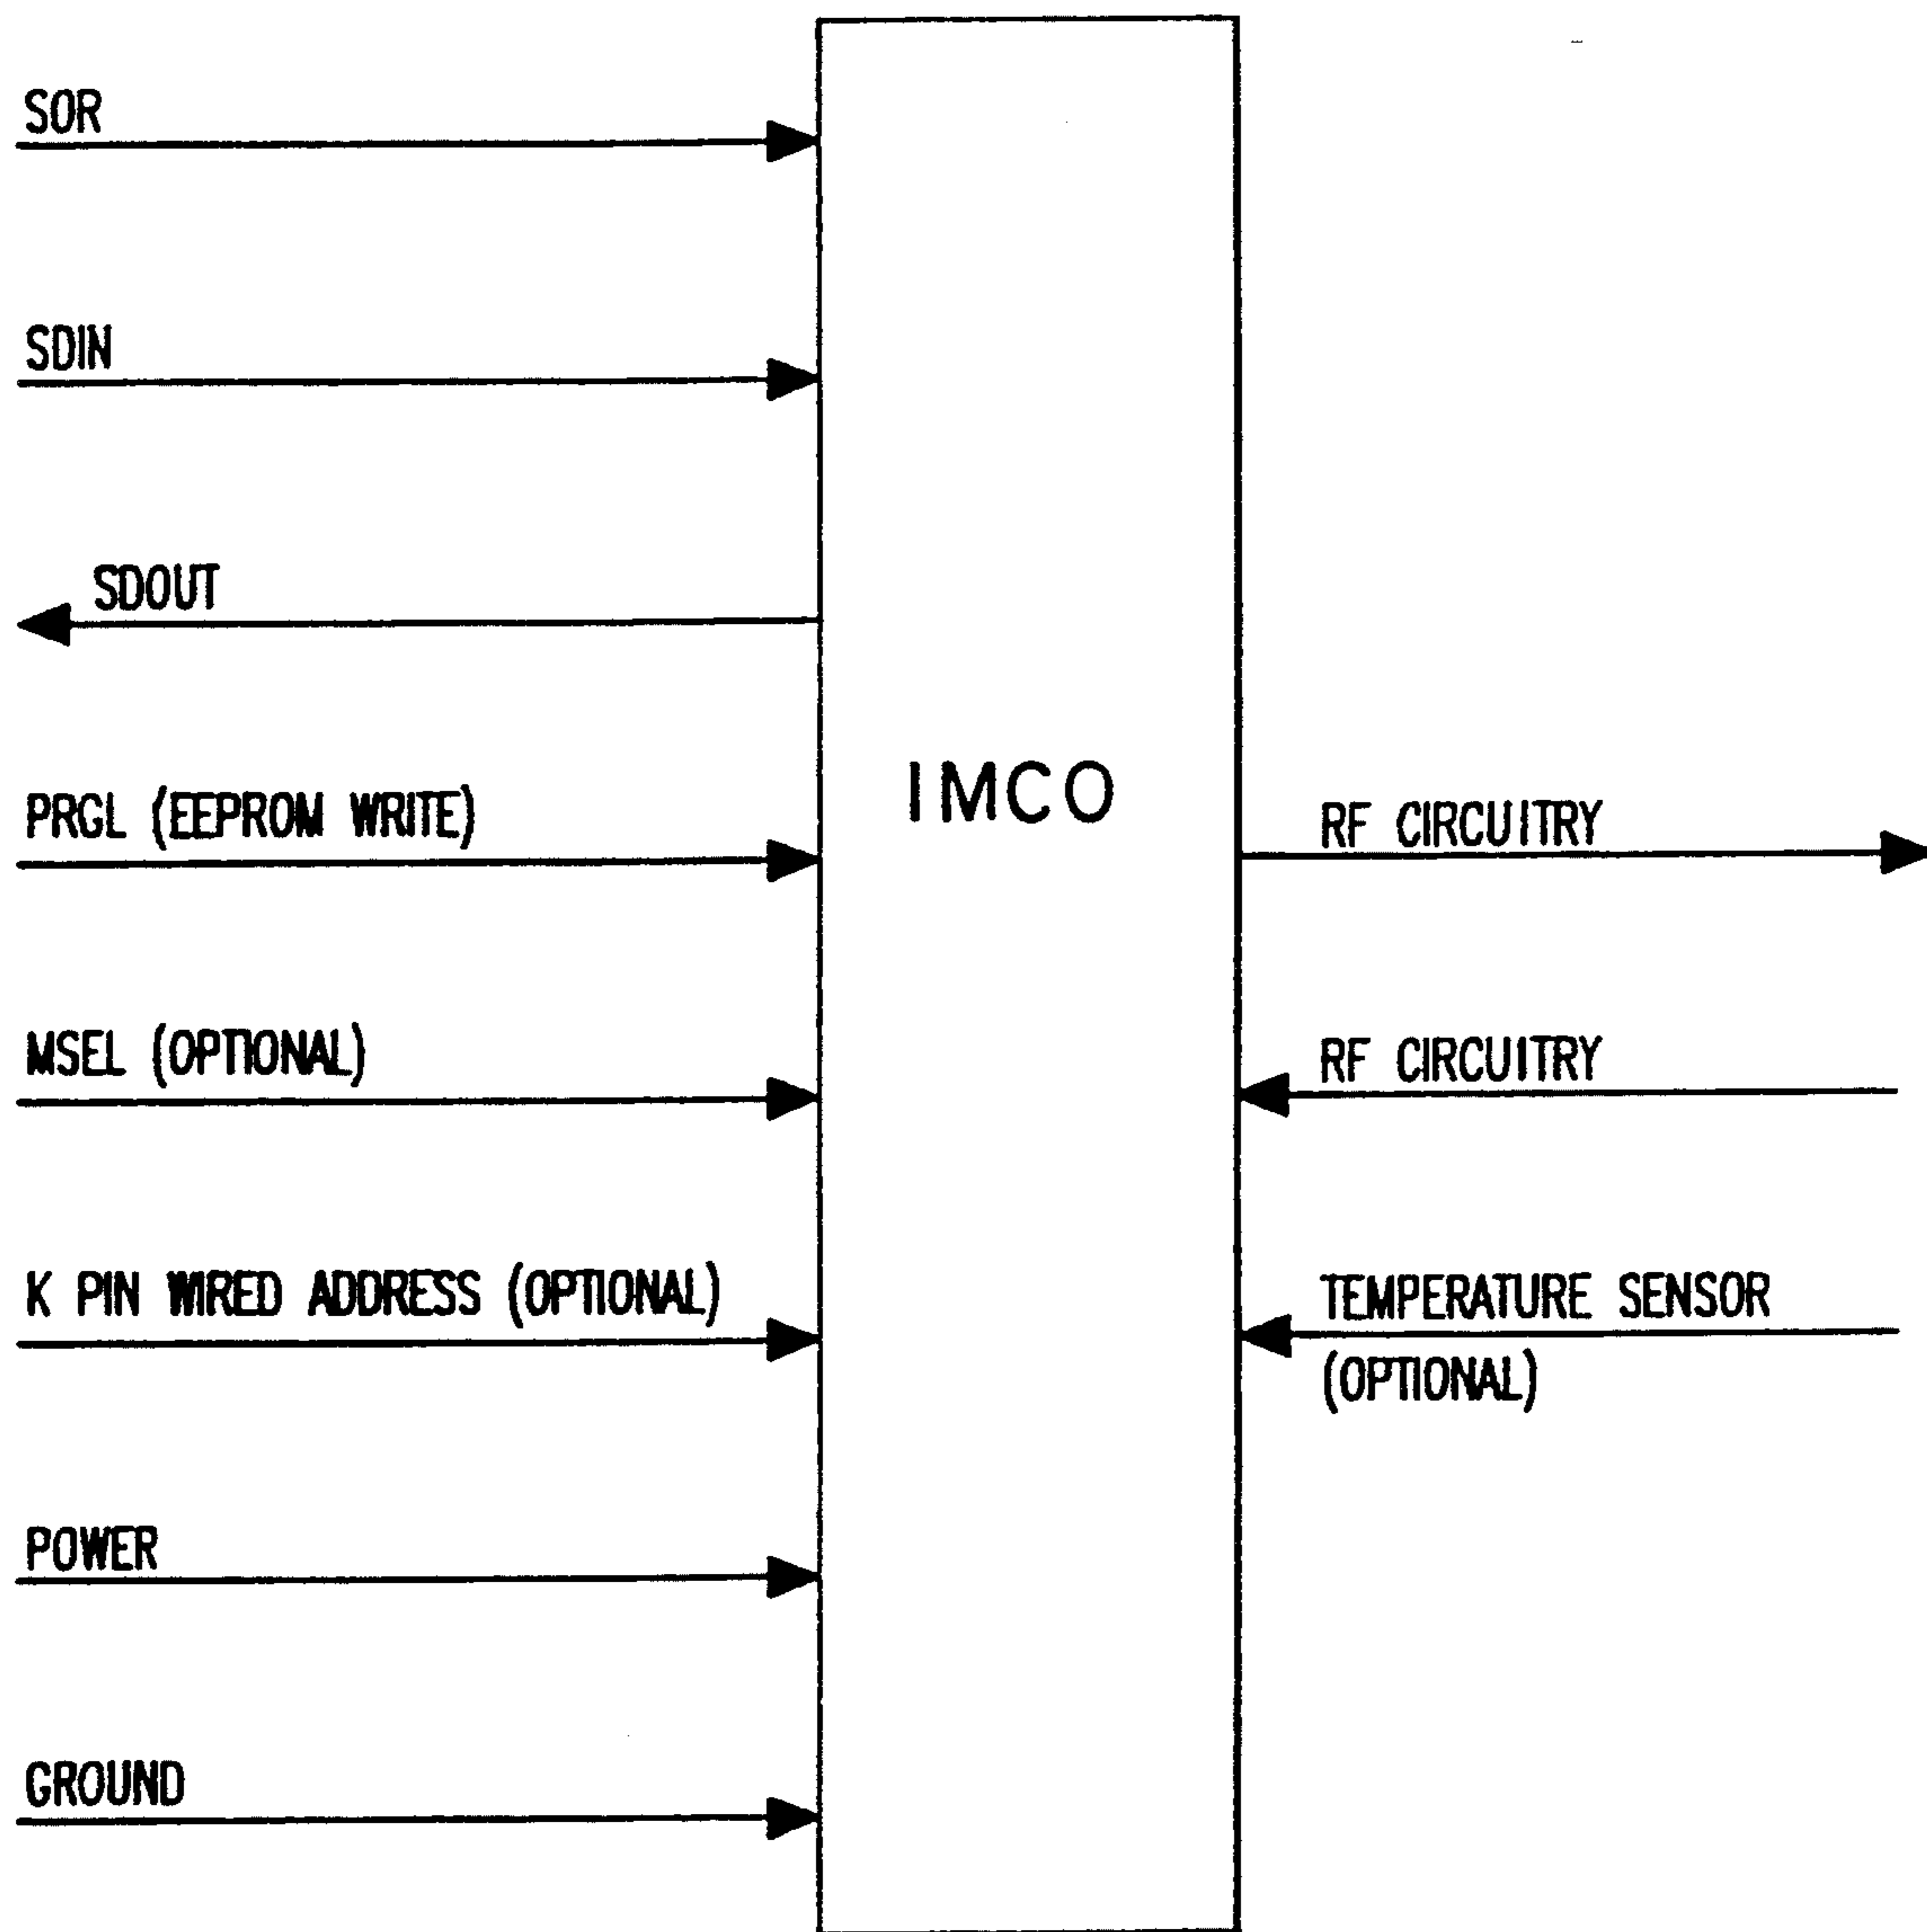 SOR
SDIN
SDOUT
PRGL (EEPROM WRITE)
MSEL (OPTIONAL)
K PIN WIRED ADDRESS (OPTIONAL)
POWER
GROUND
IMCO
RF CIRCUITRY
RF CIRCUITRY
TEMPERATURE SENSOR
(OPTIONAL)